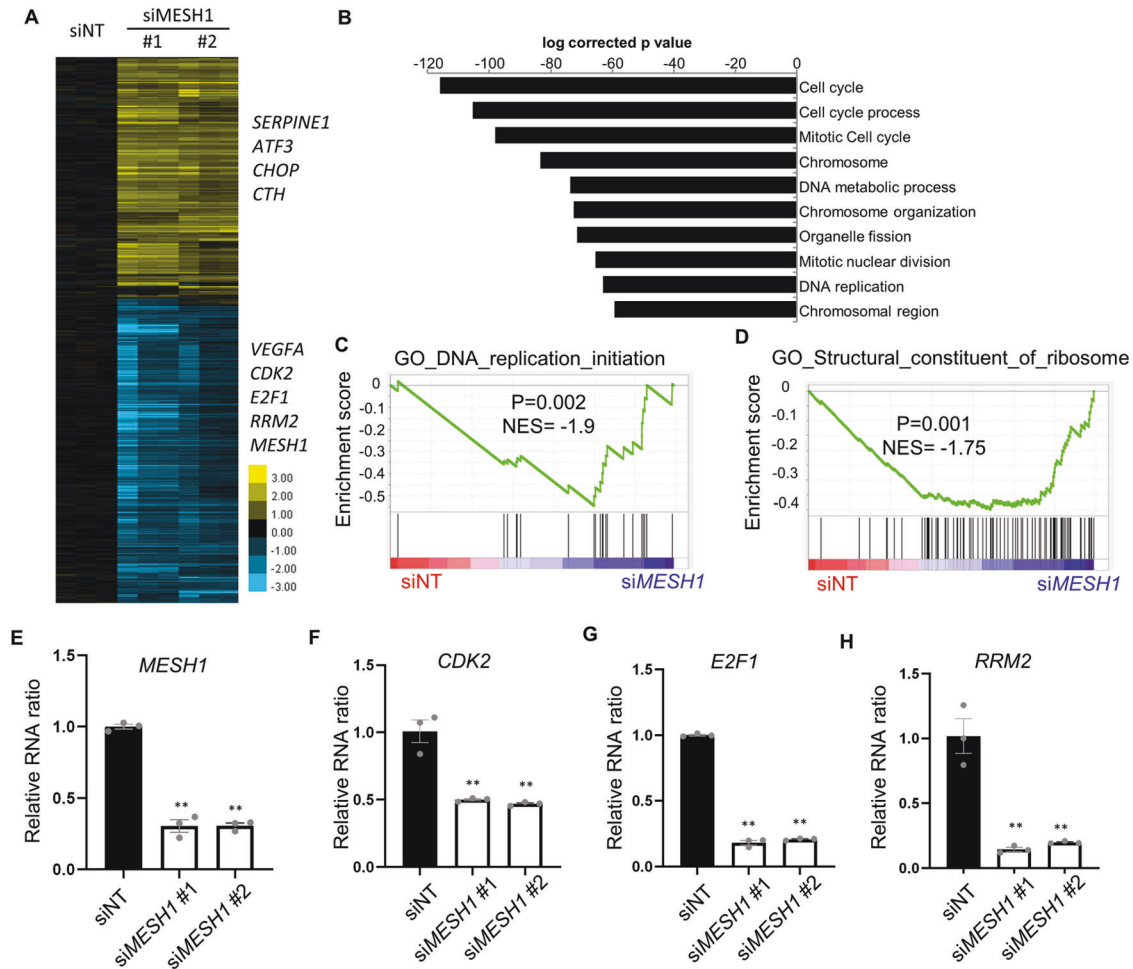 A
siNT
siMESH1
#1
#2
SERPINE1
ATF3
CHOP
CTH
VEGFA
CDK2
E2F1
RRM2
MESH1
3.00
2.00
1.00
0.00
-1.00
-2.00
-3.00
B
log corrected p value
-120 -100 -80 -60 -40 -20 0
Cell cycle
Cell cycle process
Mitotic Cell cycle
Chromosome
DNA metabolic process
Chromosome organization
Organelle fission
Mitotic nuclear division
DNA replication
Chromosomal region
C
GO_DNA_replication_initiation
Enrichment score
0
-0.1
-0.2
-0.3
-0.4
-0.5
P=0.002
NES= -1.9
siNT
siMESH1
D
GO_Structural_constituent_of_ribosome
Enrichment score
0
-0.1
-0.2
-0.3
-0.4
P=0.001
NES= -1.75
siNT
siMESH1
E
MESH1
Relative RNA ratio
1.5
1.0
0.5
0.0
**
**
siNT
siMESH1 #1
siMESH1 #2
F
CDK2
Relative RNA ratio
1.5
1.0
0.5
0.0
**
**
siNT
siMESH1 #1
siMESH1 #2
G
E2F1
Relative RNA ratio
1.5
1.0
0.5
0.0
**
**
siNT
siMESH1 #1
siMESH1 #2
H
RRM2
Relative RNA ratio
1.5
1.0
0.5
0.0
**
**
siNT
siMESH1 #1
siMESH1 #2